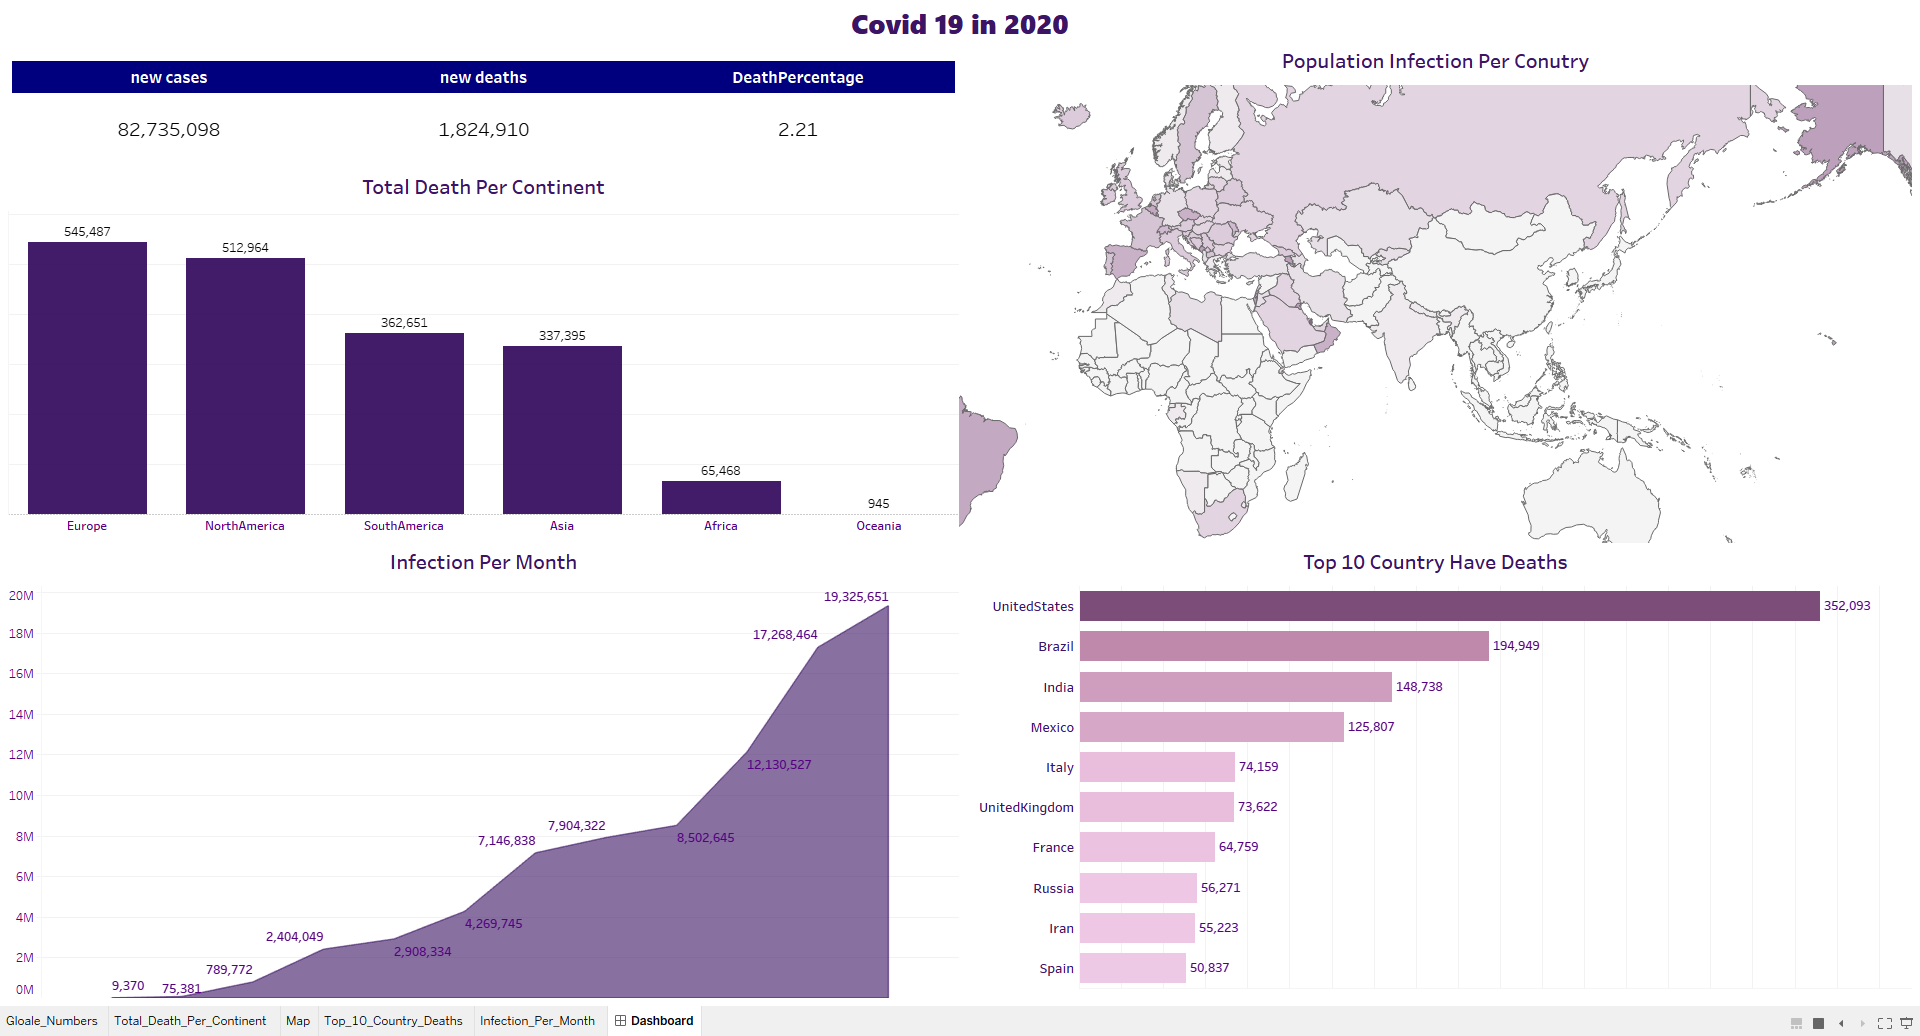 Covid 19 in 2020
new cases new deaths DeathPercentage
82,735,098 1,824,910 2.21
Total Death Per Continent
545,487
512,964
362,651
337,395
65,468
945
Europe NorthAmerica SouthAmerica Asia Africa Oceania
Population Infection Per Conutry
Infection Per Month
20M
18M
16M
14M
12M
10M
8M
6M
4M
2M
0M
9,370
75,381
789,772
2,404,049
2,908,334
4,269,745
7,146,838
7,904,322
8,502,645
12,130,527
17,268,464
19,325,651
Top 10 Country Have Deaths
UnitedStates 352,093
Brazil 194,949
India 148,738
Mexico 125,807
Italy 74,159
UnitedKingdom 73,622
France 64,759
Russia 56,271
Iran 55,223
Spain 50,837
Gloale_Numbers Total_Death_Per_Continent Map Top_10_Country_Deaths Infection_Per_Month Dashboard